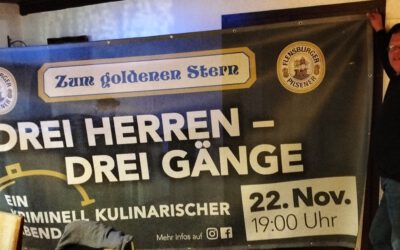 Zum goldenen Stern
FLENSBURGER
PILSENER
DREI HERREN –
DREI GÄNGE
EIN
KRIMINELL KULINARISCHER
ABEND
22. Nov.
19:00 Uhr
Mehr Infos auf